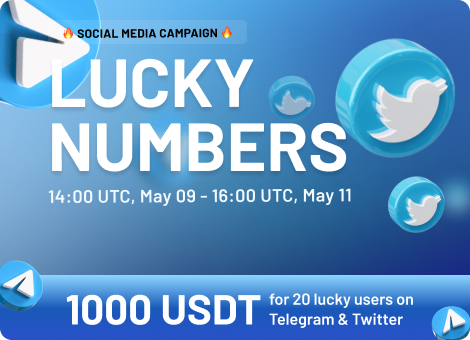 🔥 SOCIAL MEDIA CAMPAIGN 🔥
LUCKY
NUMBERS
14:00 UTC, May 09 - 16:00 UTC, May 11
1000 USDT
for 20 lucky users on
Telegram & Twitter